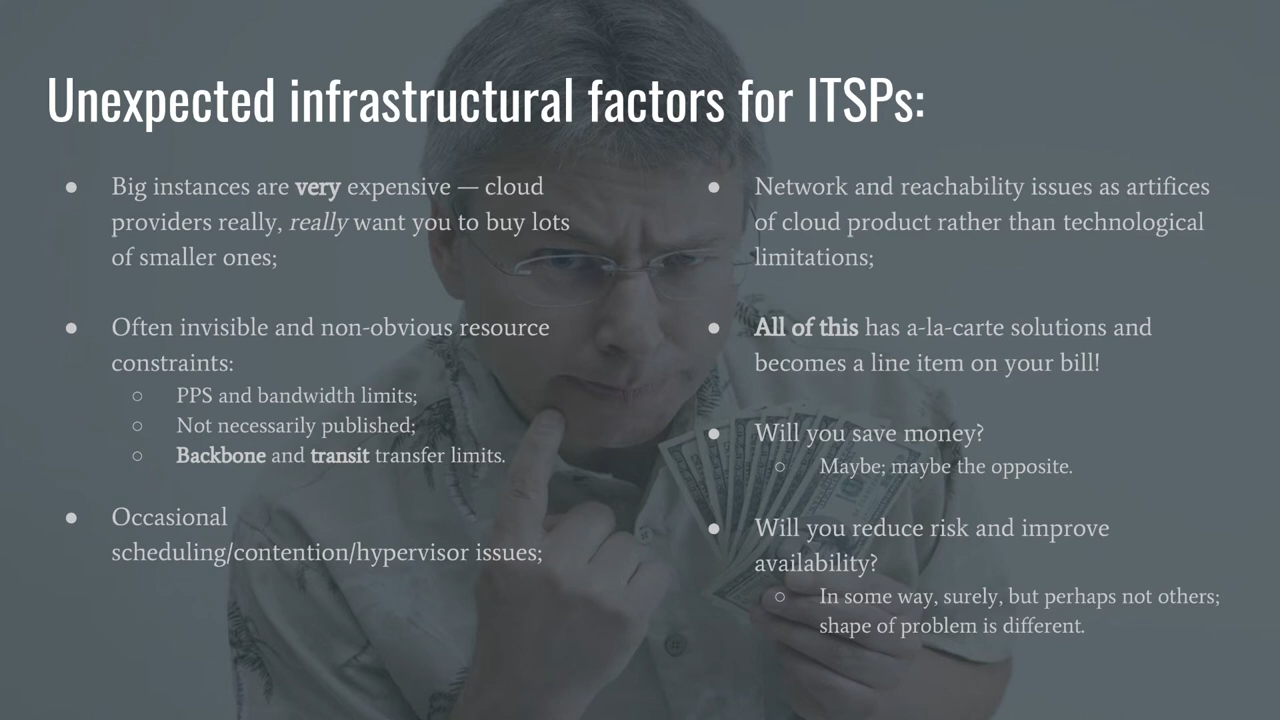 Unexpected infrastructural factors for ITSPs:
● Big instances are very expensive — cloud
providers really, really want you to buy lots
of smaller ones;
● Often invisible and non-obvious resource
constraints:
○ PPS and bandwidth limits;
○ Not necessarily published;
○ Backbone and transit transfer limits.
● Occasional
scheduling/contention/hypervisor issues;
● Network and reachability issues as artifices
of cloud product rather than technological
limitations;
● All of this has a-la-carte solutions and
becomes a line item on your bill!
● Will you save money?
○ Maybe; maybe the opposite.
● Will you reduce risk and improve
availability?
○ In some way, surely, but perhaps not others;
shape of problem is different.